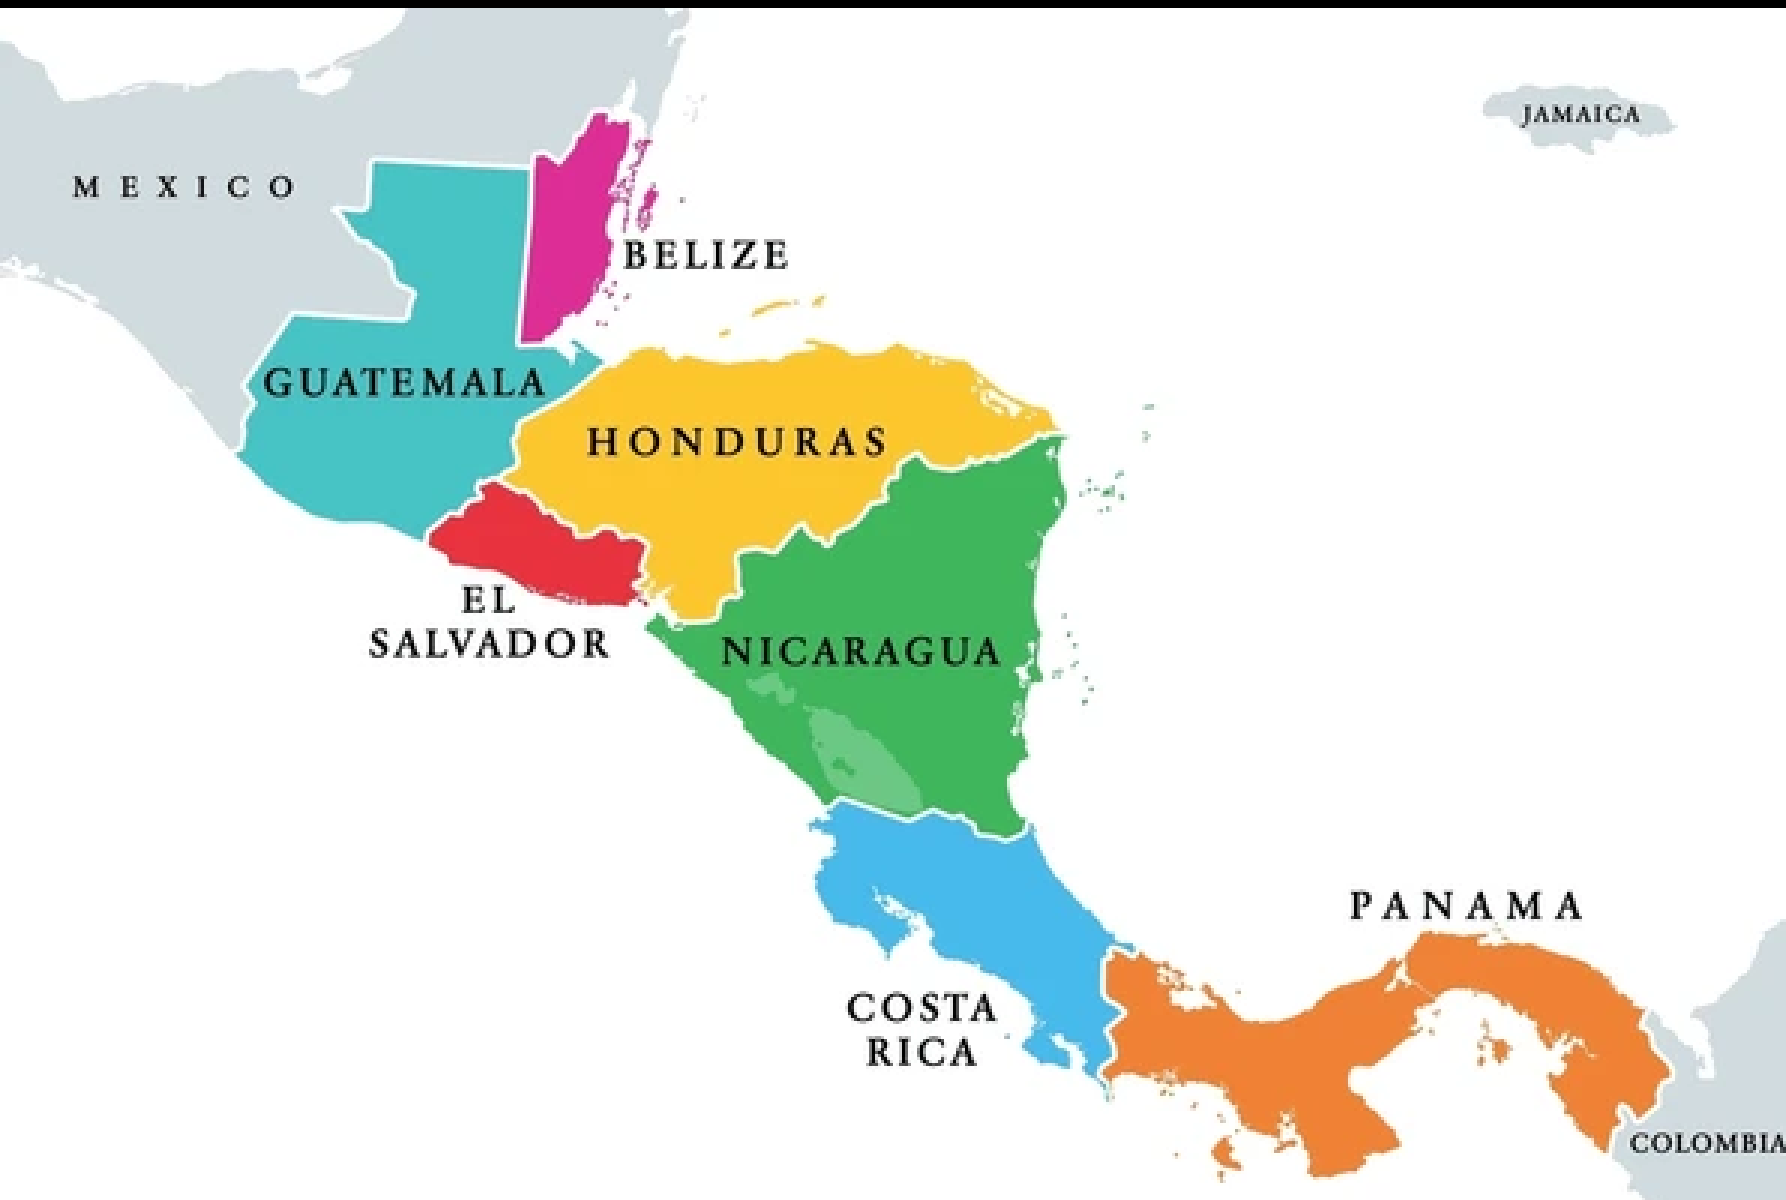 JAMAICA
MEXICO
BELIZE
GUATEMALA
HONDURAS
EL
SALVADOR
NICARAGUA
PANAMA
COSTA
RICA
COLOMBIA